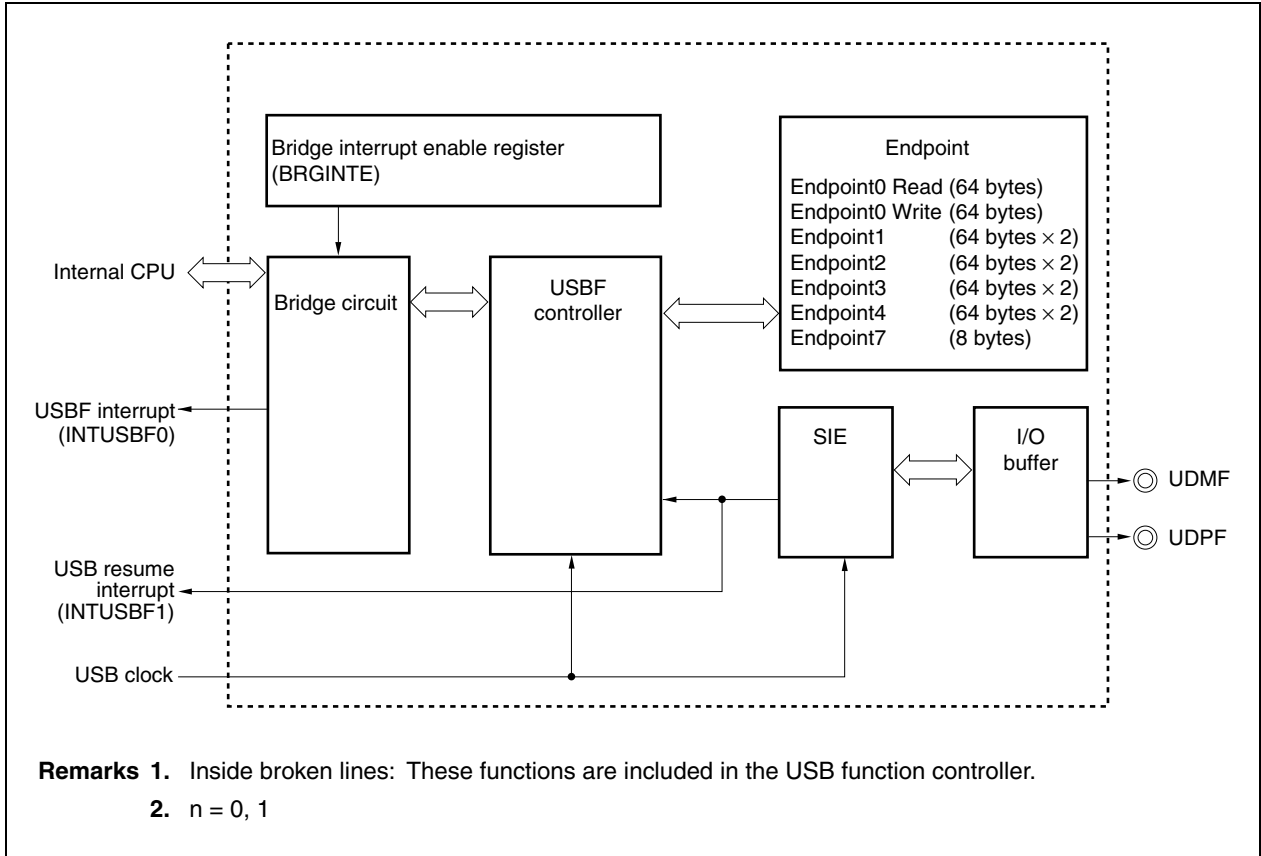 Bridge interrupt enable register
(BRGINTE)
Endpoint
Endpoint0 Read (64 bytes)
Endpoint0 Write (64 bytes)
Endpoint1 (64 bytes × 2)
Endpoint2 (64 bytes × 2)
Endpoint3 (64 bytes × 2)
Endpoint4 (64 bytes × 2)
Endpoint7 (8 bytes)
Internal CPU
Bridge circuit
USBF
controller
USBF interrupt
(INTUSBF0)
SIE
I/O
buffer
UDMF
UDPF
USB resume
interrupt
(INTUSBF1)
USB clock
Remarks 1. Inside broken lines: These functions are included in the USB function controller.
2. n = 0, 1